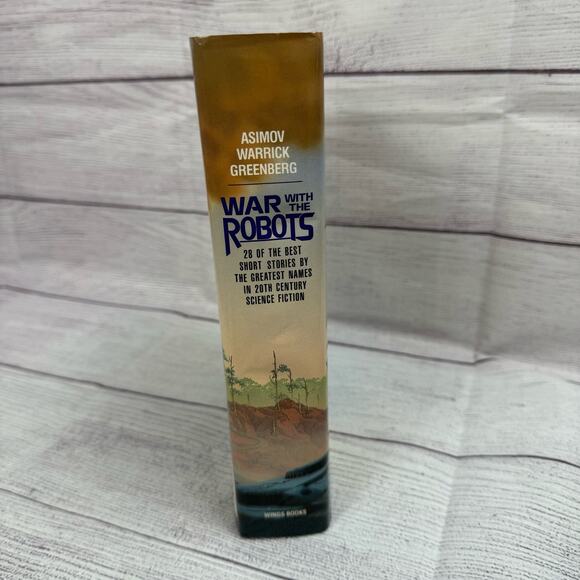 ASIMOV
WARRICK
GREENBERG
WAR WITH THE
ROBOTS
28 OF THE BEST
SHORT STORIES BY
THE GREATEST NAMES
IN 20TH CENTURY
SCIENCE FICTION
WINGS BOOKS